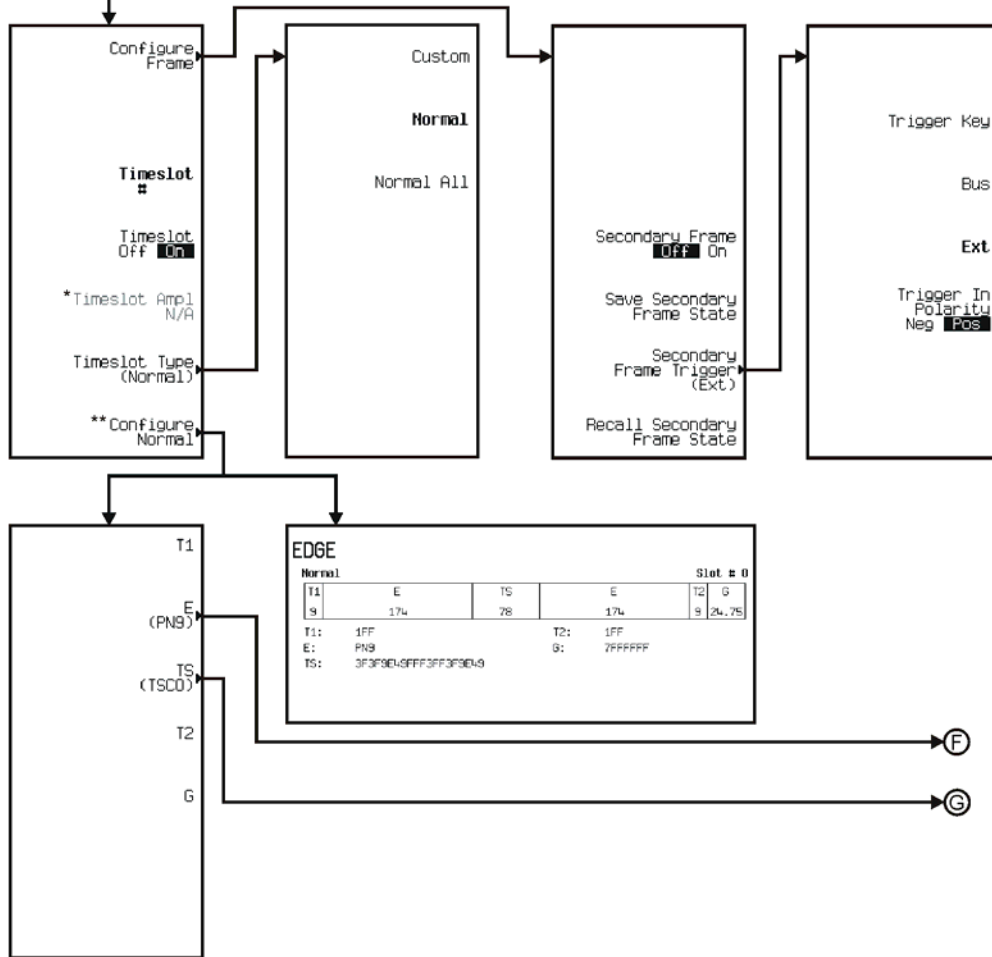 Configure
Frame
Timeslot
#
Timeslot
Off On
*Timeslot Ampl
N/A
Timeslot Type
(Normal)
**Configure
Normal
Custom
Normal
Normal All
Secondary Frame
Off On
Save Secondary
Frame State
Secondary
Frame Trigger
(Ext)
Recall Secondary
Frame State
Trigger Key
Bus
Ext
Trigger In
Polarity
Neg Pos
T1
E
(PN9)
TS
(TSC0)
T2
G
EDGE
Normal Slot # 0
T1 E TS E T2 G
9 174 78 174 9 24.75
T1: 1FF T2: 1FF
E: PN9 G: 7FFFFFF
TS: 3F3F9E49FFF3FF3F9E49
F
G